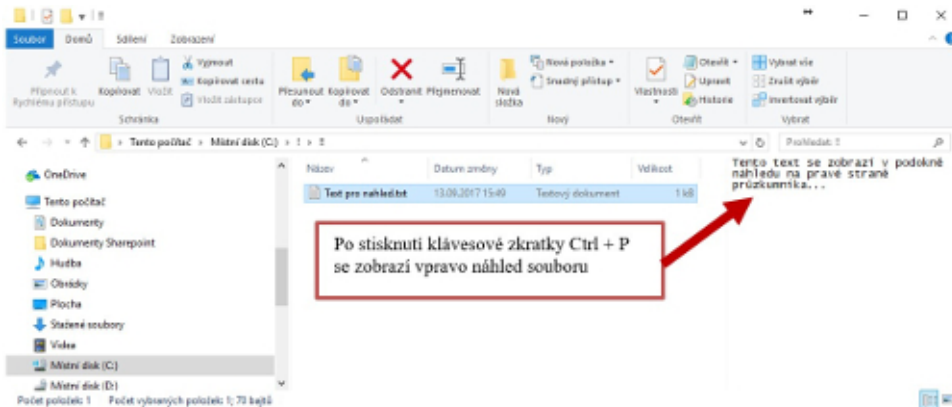 Soubor Domů Sdílení Zobrazení
Připnout k
Rychlému přístupu
Kopírovat
Vložit
Vyjmout
Kopírovat cestu
Vložit zástupce
Schránka
Přesunout
do
Kopírovat
do
Odstranit
Přejmenovat
Uspořádat
Nová
složka
Nová položka
Snadný přístup
Nový
Vlastnosti
Otevřít
Upravit
Historie
Otevřít
Vybrat vše
Zrušit výběr
Invertovat výběr
Vybrat
Tento počítač > Místní disk (C:) > ! > !!
Prohledat: !!
OneDrive
Tento počítač
Dokumenty
Dokumenty Sharepoint
Hudba
Obrázky
Plocha
Stažené soubory
Videa
Místní disk (C:)
Místní disk (D:)
Název Datum změny Typ Velikost
Text pro nahled.txt 13.09.2017 15:49 Textový dokument 1 kB
Tento text se zobrazí v podokně
náhledu na pravé straně
průzkumníka...
Po stisknutí klávesové zkratky Ctrl + P
se zobrazí vpravo náhled souboru
Počet položek: 1 Počet vybraných položek: 1; 73 bajtů